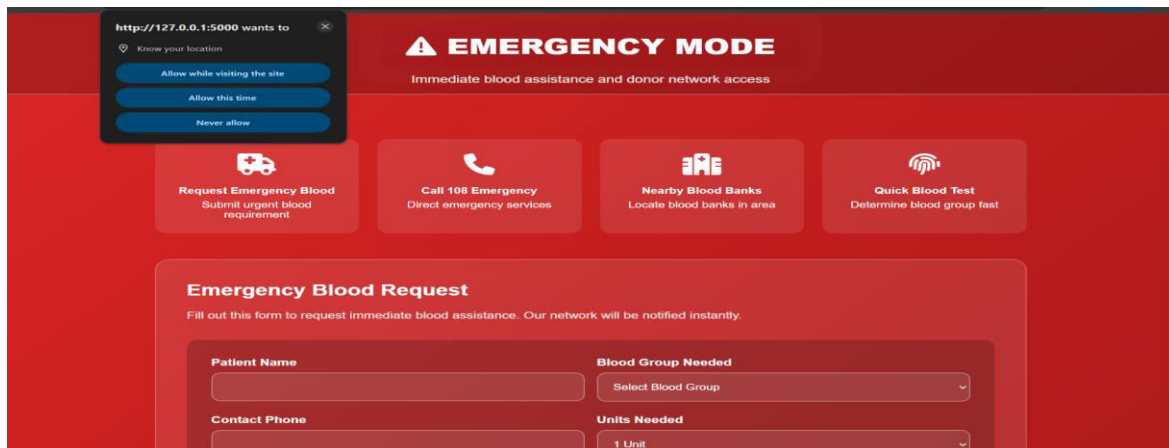 http://127.0.0.1:5000 wants to
Know your location
Allow while visiting the site
Allow this time
Never allow
EMERGENCY MODE
Immediate blood assistance and donor network access
Request Emergency Blood
Submit urgent blood
requirement
Call 108 Emergency
Direct emergency services
Nearby Blood Banks
Locate blood banks in area
Quick Blood Test
Determine blood group fast
Emergency Blood Request
Fill out this form to request immediate blood assistance. Our network will be notified instantly.
Patient Name
Blood Group Needed
Select Blood Group
Contact Phone
Units Needed
1 Unit